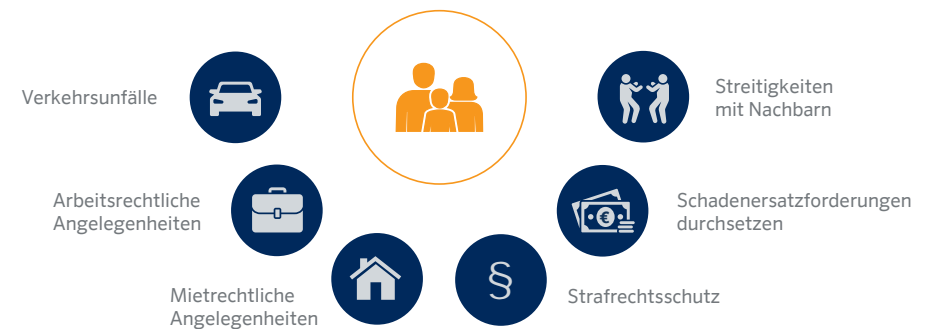 Verkehrsunfälle
Arbeitsrechtliche
Angelegenheiten
Mietrechtliche
Angelegenheiten
§
Strafrechtsschutz
€
Schadenersatzforderungen
durchsetzen
Streitigkeiten
mit Nachbarn